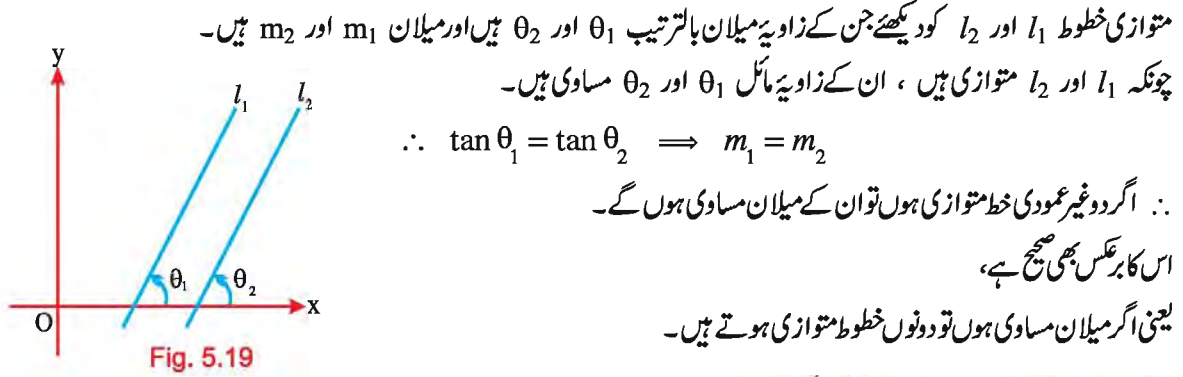 متوازی خطوط l₁ اور l₂ کو دیکھئے جن کے زاویۂ میلان بالترتیب θ₁ اور θ₂ ہیں اور میلان m₁ اور m₂ ہیں۔
چونکہ l₁ اور l₂ متوازی ہیں ، ان کے زاویۂ مائل θ₁ اور θ₂ مساوی ہیں۔
∴ tan θ₁ = tan θ₂ ⟹ m₁ = m₂
∴ اگر دو غیر عمودی خط متوازی ہوں تو ان کے میلان مساوی ہوں گے۔
اس کا برعکس بھی صحیح ہے،
یعنی اگر میلان مساوی ہوں تو دونوں خطوط متوازی ہوتے ہیں۔
y
l₁ l₂
θ₁ θ₂
O x
Fig. 5.19